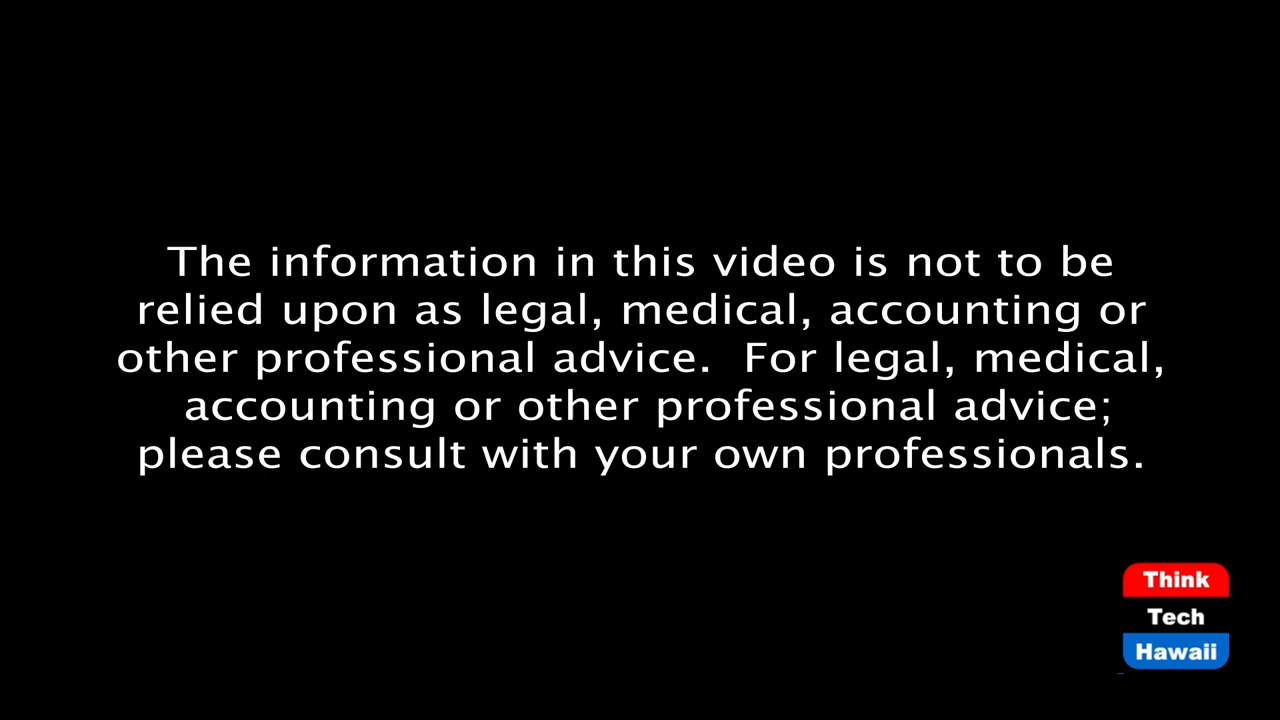 The information in this video is not to be
relied upon as legal, medical, accounting or
other professional advice.  For legal, medical,
accounting or other professional advice;
please consult with your own professionals.
Think
Tech
Hawaii